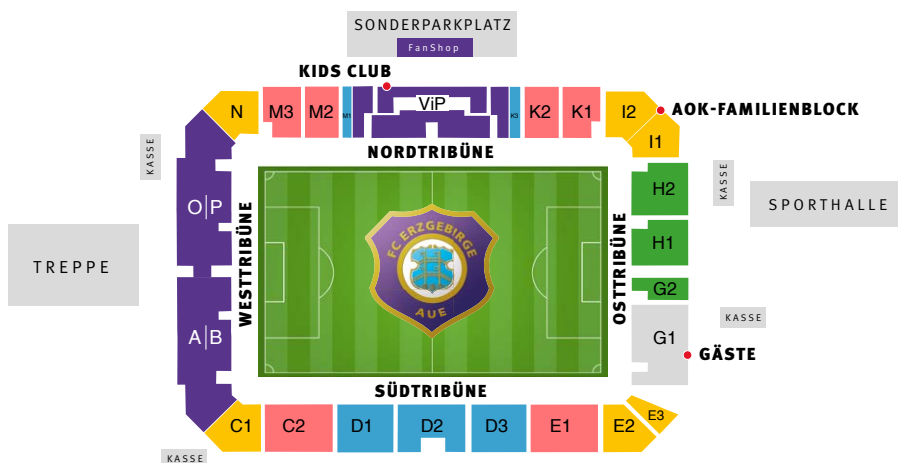 SONDERPARKPLATZ
FanShop
KIDS CLUB
ViP
N
M3
M2
M1
K3
K2
K1
I2
I1
AOK-FAMILIENBLOCK
NORDTRIBÜNE
KASSE
KASSE
H2
SPORTHALLE
O|P
H1
TREPPE
WESTTRIBÜNE
FC ERZGEBIRGE
AUE
OSTTRIBÜNE
G2
KASSE
A|B
G1
GÄSTE
SÜDTRIBÜNE
C1
C2
D1
D2
D3
E1
E2
E3
KASSE